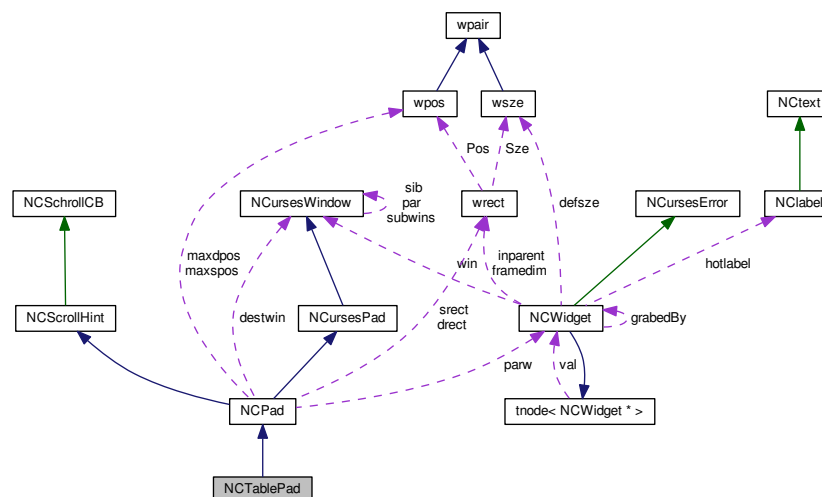 wpair
wpos
wsze
NCtext
Pos
Sze
NCSchrollCB
NCursesWindow
sib
par
subwins
wrect
defsze
NCursesError
NClabel
maxdpos
maxspos
win
inparent
framedim
hotlabel
NCScrollHint
destwin
NCursesPad
srect
drect
NCWidget
grabedBy
parw
val
NCPad
tnode< NCWidget * >
NCTablePad